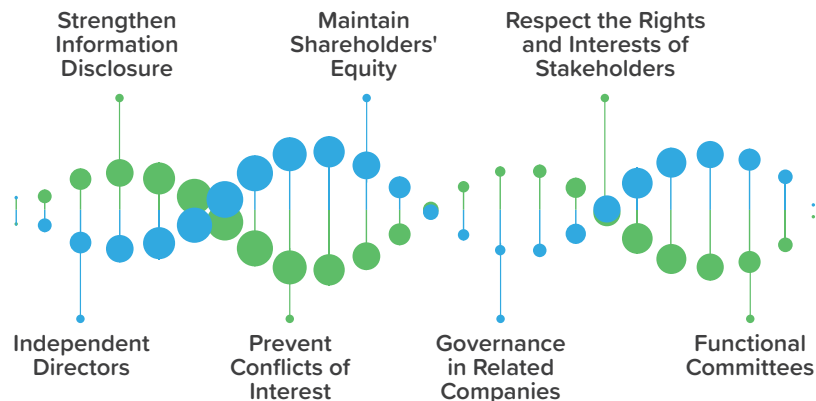 Strengthen
Information
Disclosure
Maintain
Shareholders'
Equity
Respect the Rights
and Interests of
Stakeholders
Independent
Directors
Prevent
Conflicts of
Interest
Governance
in Related
Companies
Functional
Committees